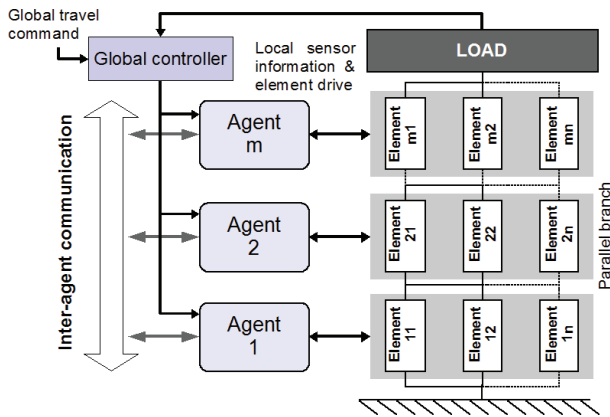 Global travel
command
Global controller
Local sensor
information &
element drive
LOAD
Inter-agent communication
Agent
m
Element
m1
Element
m2
Element
mn
Agent
2
Element
21
Element
22
Element
2n
Parallel branch
Agent
1
Element
11
Element
12
Element
1n